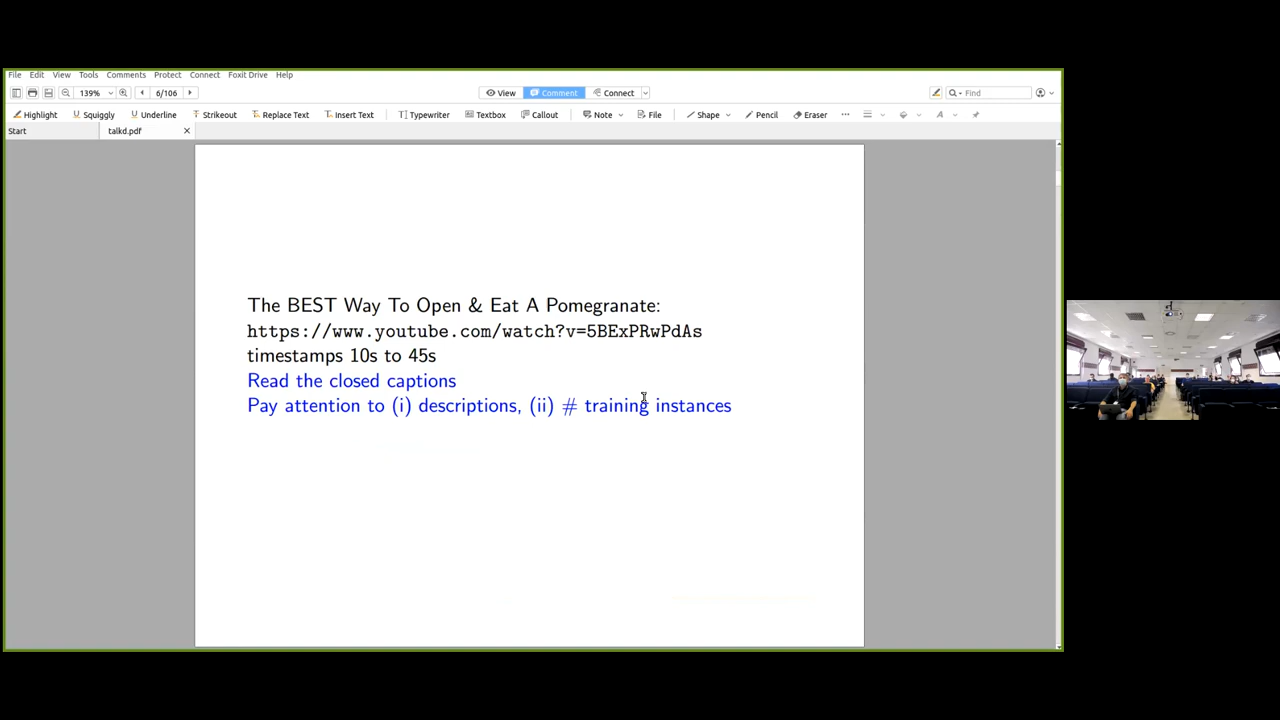 File Edit View Tools Comments Protect Connect Foxit Drive Help
139% 6/106 View Comment Connect Find
Highlight Squiggly Underline Strikeout Replace Text Insert Text Typewriter Textbox Callout Note File Shape Pencil Eraser
Start talkd.pdf
The BEST Way To Open & Eat A Pomegranate:
https://www.youtube.com/watch?v=5BExPRwPdAs
timestamps 10s to 45s
Read the closed captions
Pay attention to (i) descriptions, (ii) # training instances